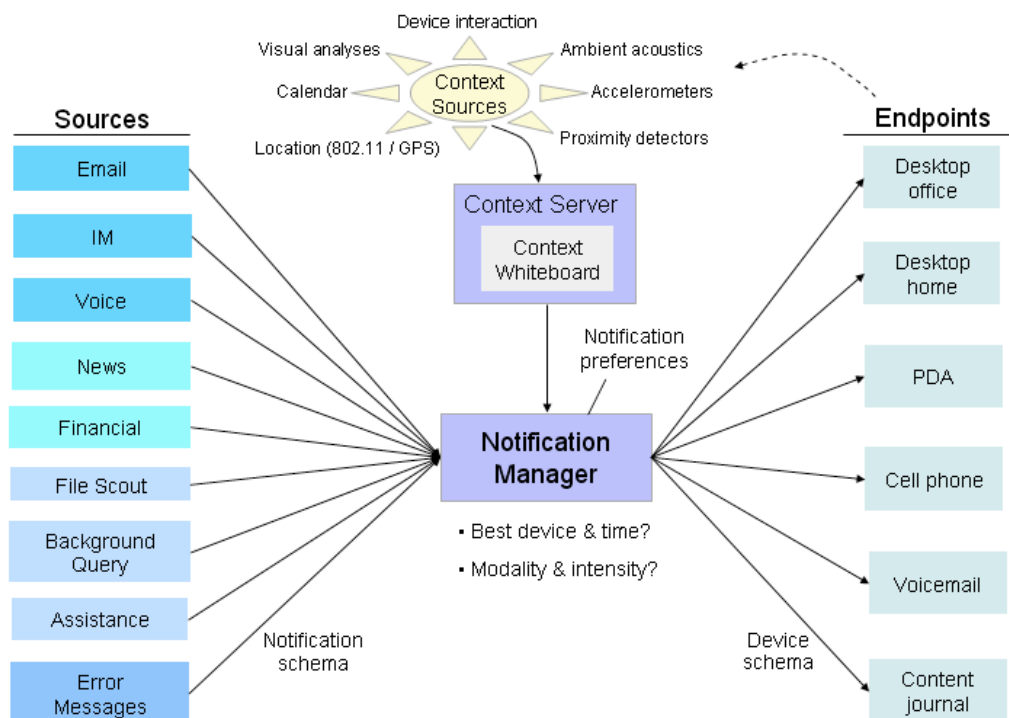 Device interaction
Visual analyses
Ambient acoustics
Calendar
Context
Sources
Accelerometers
Location (802.11 / GPS)
Proximity detectors
Sources
Email
IM
Voice
News
Financial
File Scout
Background
Query
Assistance
Error
Messages
Notification
schema
Context Server
Context
Whiteboard
Notification
preferences
Notification
Manager
▪ Best device & time?
▪ Modality & intensity?
Device
schema
Endpoints
Desktop
office
Desktop
home
PDA
Cell phone
Voicemail
Content
journal